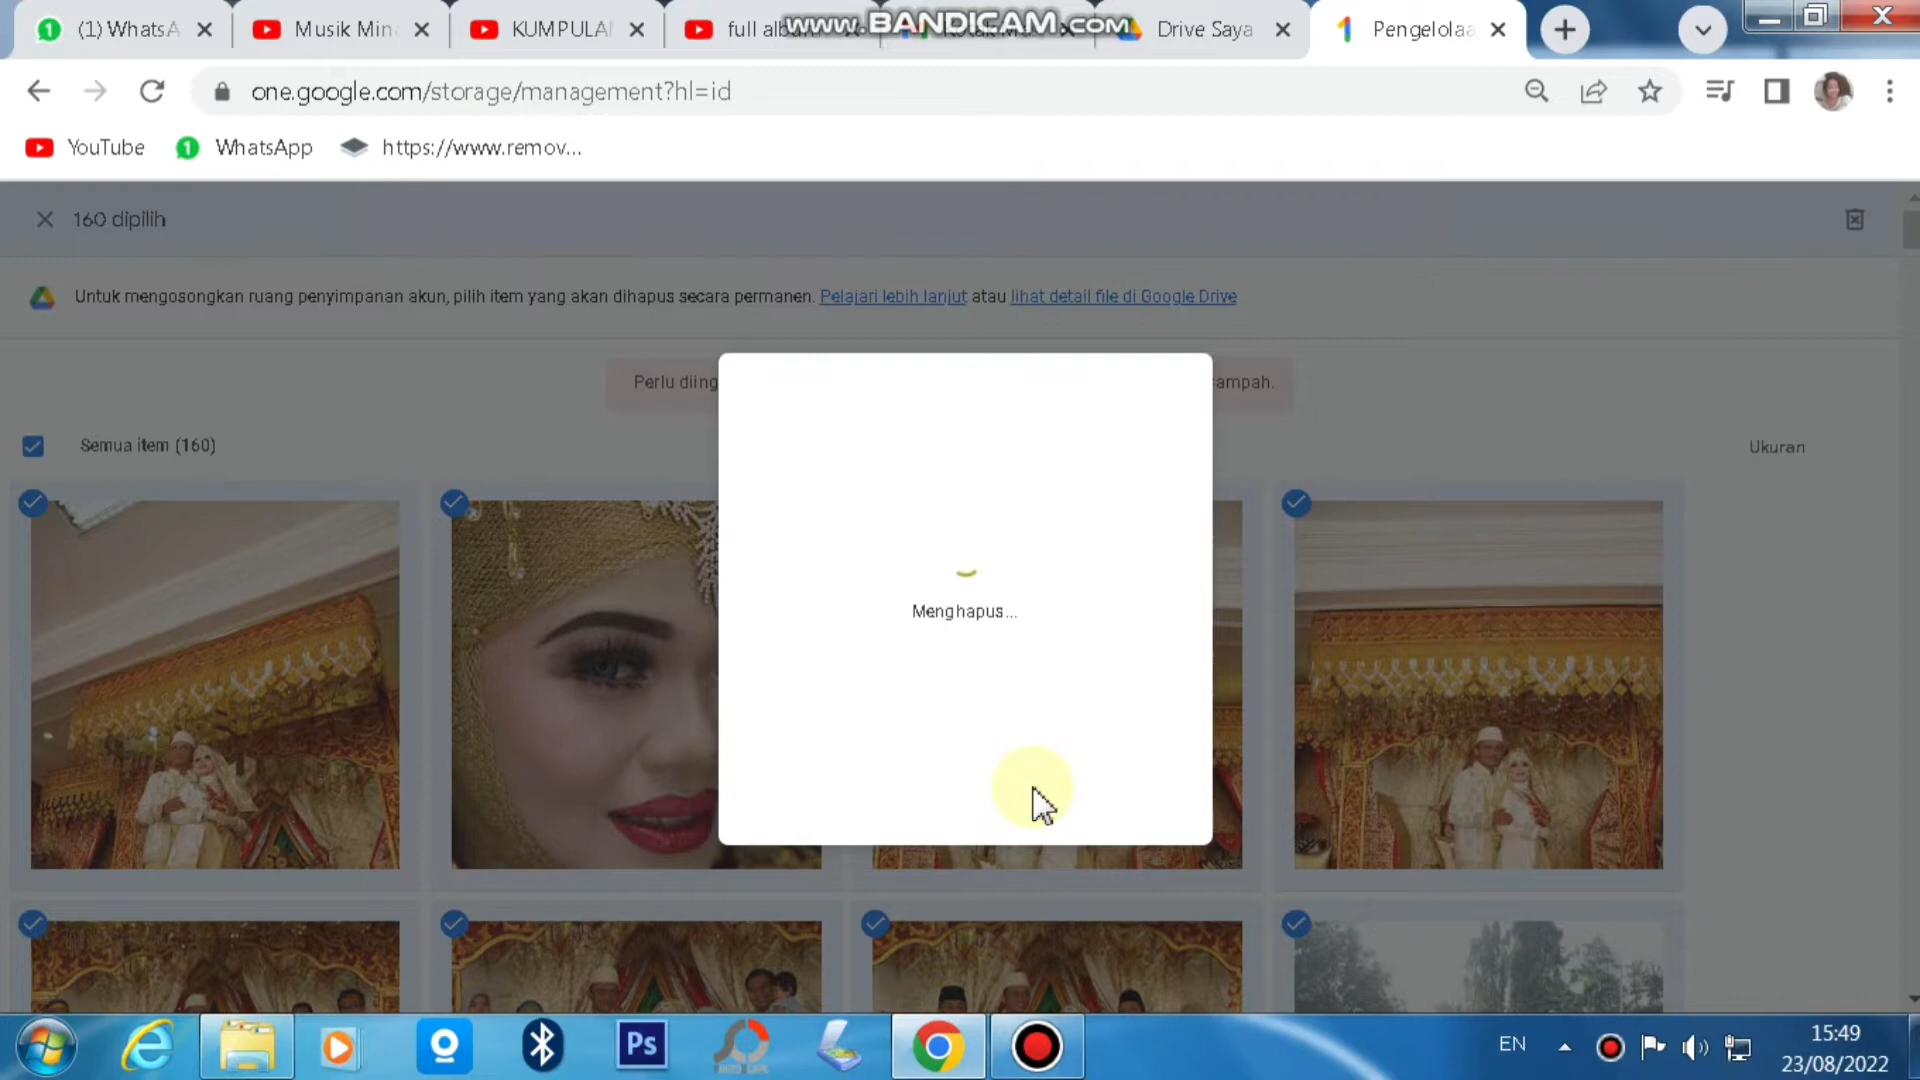 (1) WhatsA
Musik Min
KUMPULA
full albu
Drive Saya
Pengelolaa
www.BANDICAM.com
one.google.com/storage/management?hl=id
YouTube
WhatsApp
https://www.remov...
160 dipilih
Untuk mengosongkan ruang penyimpanan akun, pilih item yang akan dihapus secara permanen. Pelajari lebih lanjut atau lihat detail file di Google Drive
Perlu diing
ampah.
Semua item (160)
Ukuran
Menghapus...
Ps
EN
15:49
23/08/2022